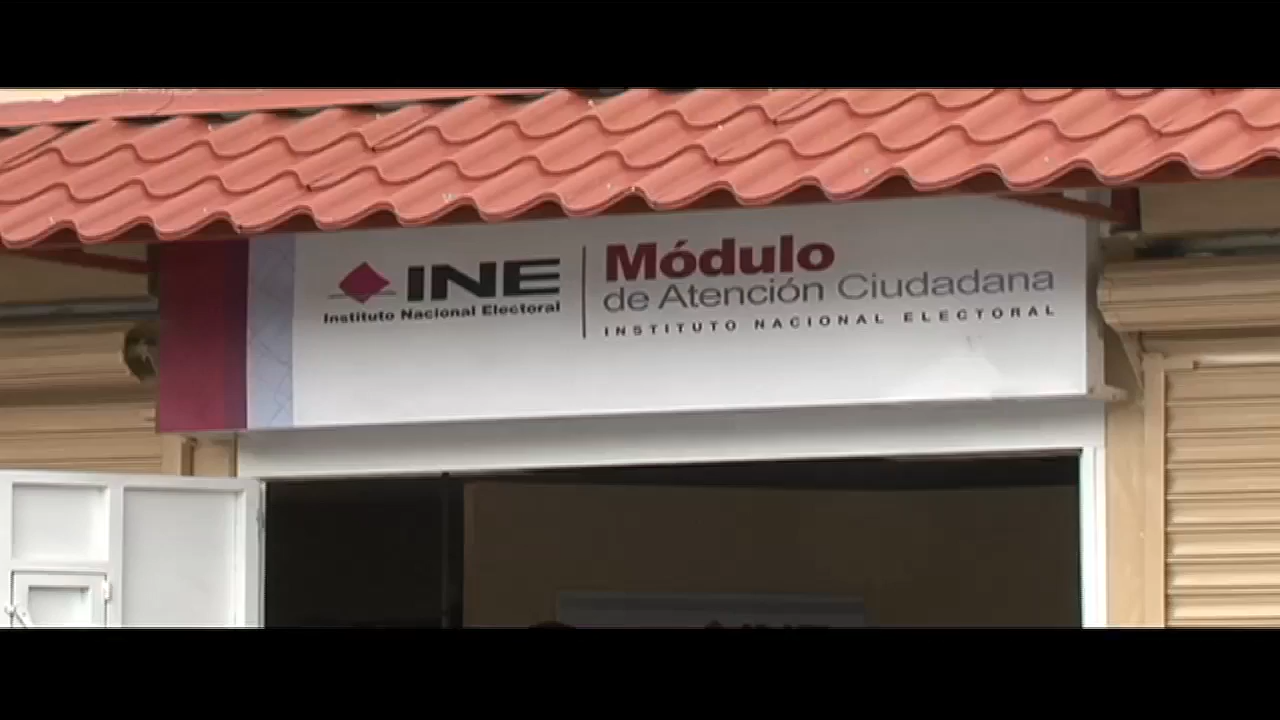 INE
Instituto Nacional Electoral
Módulo
de Atención Ciudadana
INSTITUTO NACIONAL ELECTORAL